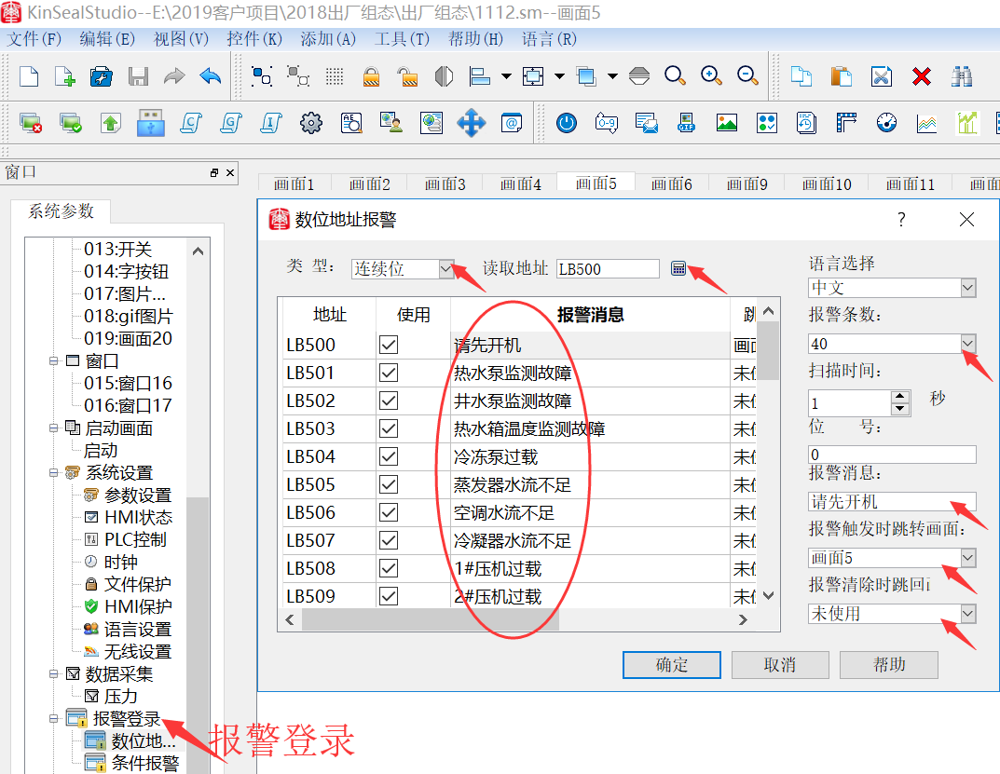 KinSealStudio--E:\2019客户项目\2018出厂组态\出厂组态\1112.sm--画面5
文件(F) 编辑(E) 视图(V) 控件(K) 添加(A) 工具(T) 帮助(H) 语言(R)
窗口
系统参数
013:开关
014:字按钮
017:图片...
018:gif图片
019:画面20
窗口
015:窗口16
016:窗口17
启动画面
启动
系统设置
参数设置
HMI状态
PLC控制
时钟
文件保护
HMI保护
语言设置
无线设置
数据采集
压力
报警登录
数位地...
条件报警
报警登录
画面1 画面2 画面3 画面4 画面5 画面6 画面9 画面10 画面11 画面
数位地址报警
?
类 型: 连续位 读取地址 LB500
地址 使用 报警消息 跳
LB500 请先开机 画面
LB501 热水泵监测故障 未
LB502 井水泵监测故障 未
LB503 热水箱温度监测故障 未
LB504 冷冻泵过载 未
LB505 蒸发器水流不足 未
LB506 空调水流不足 未
LB507 冷凝器水流不足 未
LB508 1#压机过载 未
LB509 2#压机过载 未
语言选择
中文
报警条数:
40
扫描时间:
1 秒
位 号:
0
报警消息:
请先开机
报警触发时跳转画面:
画面5
报警清除时跳回
未使用
确定 取消 帮助